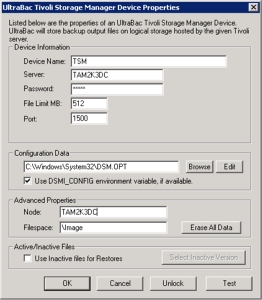 UltraBac Tivoli Storage Manager Device Properties
Listed below are the properties of an UltraBac Tivoli Storage Manager Device.
UltraBac will store backup output files on logical storage hosted by the given Tivoli
server.
Device Information
Device Name: TSM
Server: TAM2K3DC
Password: *****
File Limit MB: 512
Port: 1500
Configuration Data
C:\Windows\System32\DSM.OPT Browse Edit
Use DSMI_CONFIG environment variable, if available.
Advanced Properties
Node: TAM2K3DC
Filespace: \Image Erase All Data
Active/Inactive Files
Use Inactive files for Restores Select Inactive Version
OK Cancel Unlock Test